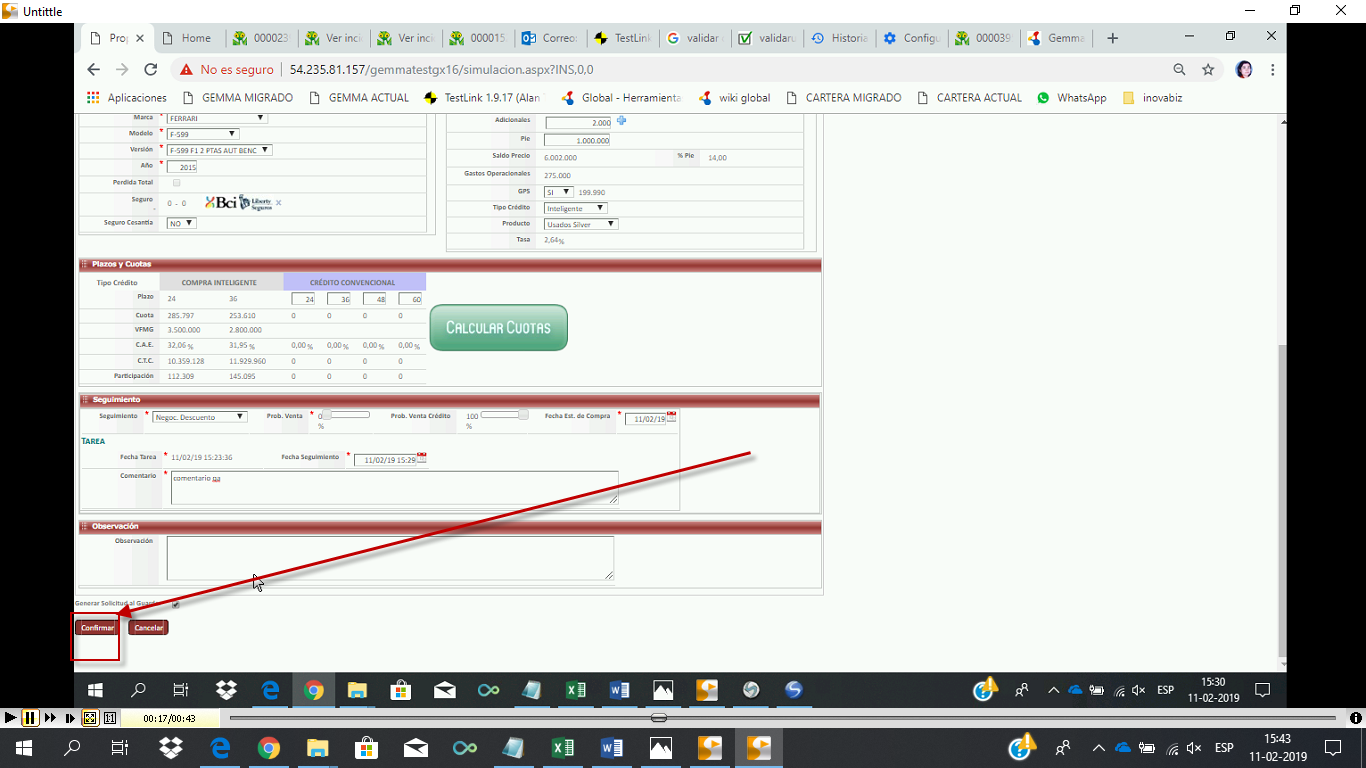 Untittle
Pro
Home
0000239
Ver inci
Ver inci
000015
Correo
TestLink
validar
validaru
Historia
Configu
0000399
Gemma
No es seguro
54.235.81.157/gemmatestgx16/simulacion.aspx?INS,0,0
Aplicaciones
GEMMA MIGRADO
GEMMA ACTUAL
TestLink 1.9.17 (Alan
Global - Herramienta
wiki global
CARTERA MIGRADO
CARTERA ACTUAL
WhatsApp
inovabiz
Marca * FERRARI
Modelo * F-599
Versión * F-599 F1 2 PTAS AUT BENC
Año * 2015
Perdida Total
Seguro 0 - 0 Bci Liberty Seguros x
Seguro Cesantía NO
Adicionales 2.000
Pie 1.000.000
Saldo Precio 6.002.000 % Pie 14,00
Gastos Operacionales 275.000
GPS SI 199.990
Tipo Crédito Inteligente
Producto Usados Silver
Tasa 2,64%
Plazos y Cuotas
Tipo Crédito COMPRA INTELIGENTE CRÉDITO CONVENCIONAL
Plazo 24 36 24 36 48 60
Cuota 285.797 253.610 0 0 0 0
VFMG 3.500.000 2.800.000
C.A.E. 32,06 % 31,95 % 0,00 % 0,00 % 0,00 % 0,00 %
C.T.C. 10.359.128 11.929.960 0 0 0 0
Participación 112.309 145.095 0 0 0 0
CALCULAR CUOTAS
Seguimiento
Seguimiento * Negoc. Descuento Prob. Venta * 0 % Prob. Venta Crédito 100 % Fecha Est. de Compra * 11/02/19
TAREA
Fecha Tarea * 11/02/19 15:23:36 Fecha Seguimiento * 11/02/19 15:29
Comentario * comentario qa
Observación
Observación
Generar Solicitud al Guard
Confirmar Cancelar
ESP
15:30
11-02-2019
00:17/00:43
1:1
ESP
15:43
11-02-2019